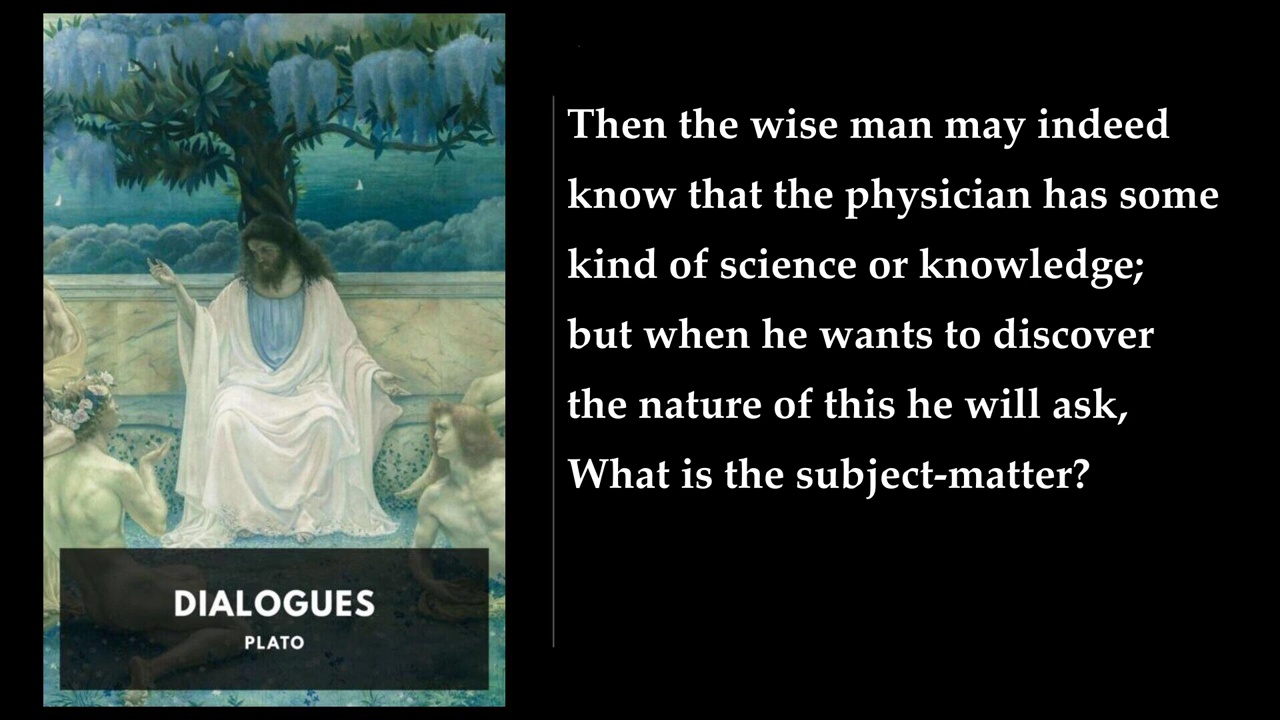 DIALOGUES
PLATO
Then the wise man may indeed
know that the physician has some
kind of science or knowledge;
but when he wants to discover
the nature of this he will ask,
What is the subject-matter?